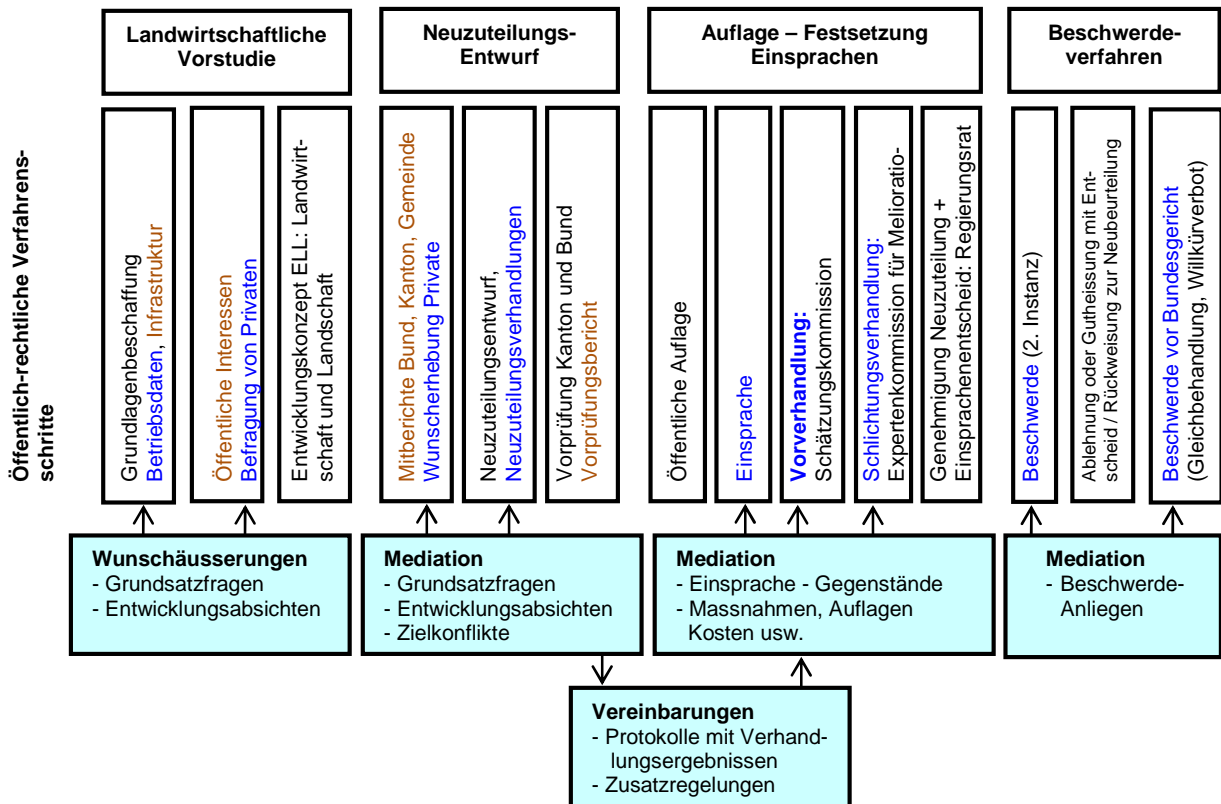 Landwirtschaftliche
Vorstudie
Neuzuteilungs-
Entwurf
Auflage – Festsetzung
Einsprachen
Beschwerde-
verfahren
Öffentlich-rechtliche Verfahrens-
schritte
Grundlagenbeschaffung
Betriebsdaten, Infrastruktur
Öffentliche Interessen
Befragung von Privaten
Entwicklungskonzept ELL: Landwirt-
schaft und Landschaft
Mitberichte Bund, Kanton, Gemeinde
Wunscherhebung Private
Neuzuteilungsentwurf,
Neuzuteilungsverhandlungen
Vorprüfung Kanton und Bund
Vorprüfungsbericht
Öffentliche Auflage
Einsprache
Vorverhandlung:
Schätzungskommission
Schlichtungsverhandlung:
Expertenkommission für Melioratio-
Genehmigung Neuzuteilung +
Einsprachenentscheid: Regierungsrat
Beschwerde (2. Instanz)
Ablehnung oder Gutheissung mit Ent-
scheid / Rückweisung zur Neubeurteilung
Beschwerde vor Bundesgericht
(Gleichbehandlung, Willkürverbot)
Wunschäusserungen
- Grundsatzfragen
- Entwicklungsabsichten
Mediation
- Grundsatzfragen
- Entwicklungsabsichten
- Zielkonflikte
Mediation
- Einsprache - Gegenstände
- Massnahmen, Auflagen
Kosten usw.
Mediation
- Beschwerde-
Anliegen
Vereinbarungen
- Protokolle mit Verhand-
lungsergebnissen
- Zusatzregelungen